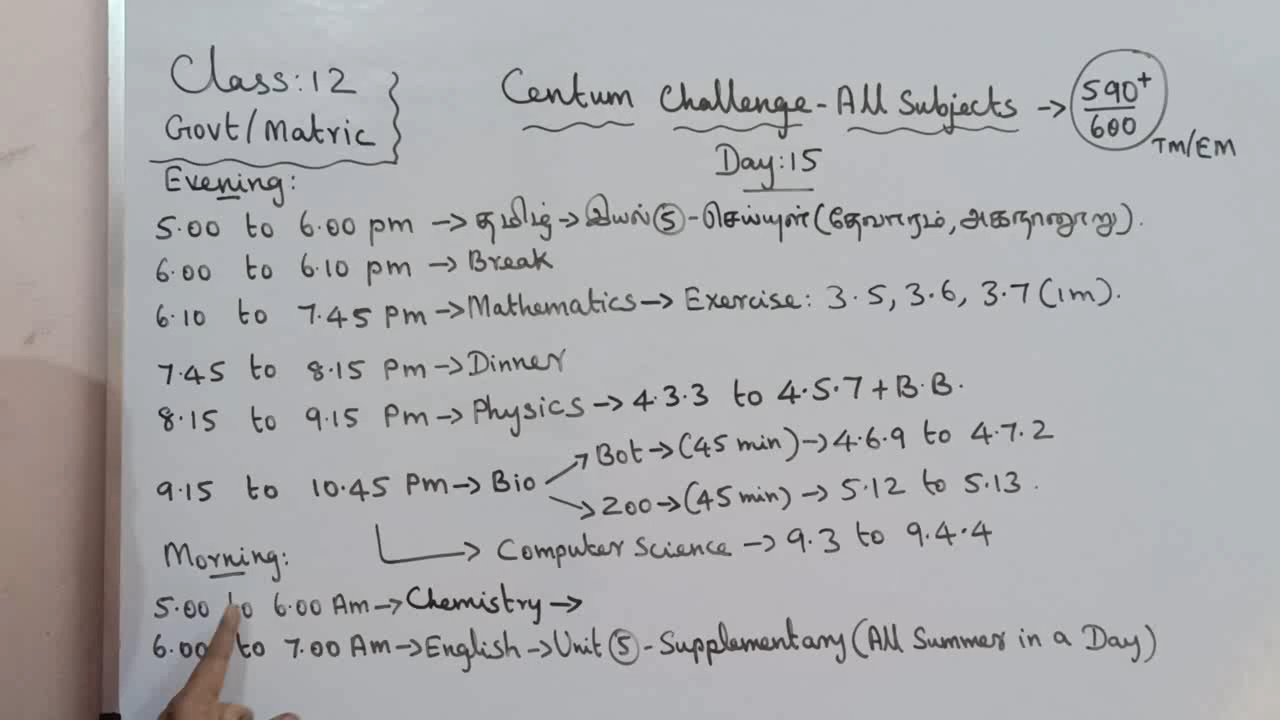 Class:12
Govt/Matric
Centum Challenge-All Subjects -> 590+/600
TM/EM
Day:15
Evening:
5.00 to 6.00 pm -> தமிழ் -> இயல் 5 - செய்யுள் (தேவாரம், அகநானூறு).
6.00 to 6.10 pm -> Break
6.10 to 7.45 Pm -> Mathematics -> Exercise: 3.5, 3.6, 3.7 (1m).
7.45 to 8.15 Pm -> Dinner
8.15 to 9.15 Pm -> Physics -> 4.3.3 to 4.5.7 + B.B.
9.15 to 10.45 Pm -> Bio
Bot -> (45 min) -> 4.6.9 to 4.7.2
Zoo -> (45 min) -> 5.12 to 5.13.
-> Computer Science -> 9.3 to 9.4.4
Morning:
5.00 to 6.00 Am -> Chemistry ->
6.00 to 7.00 Am -> English -> Unit 5 - Supplementary (All Summer in a Day)